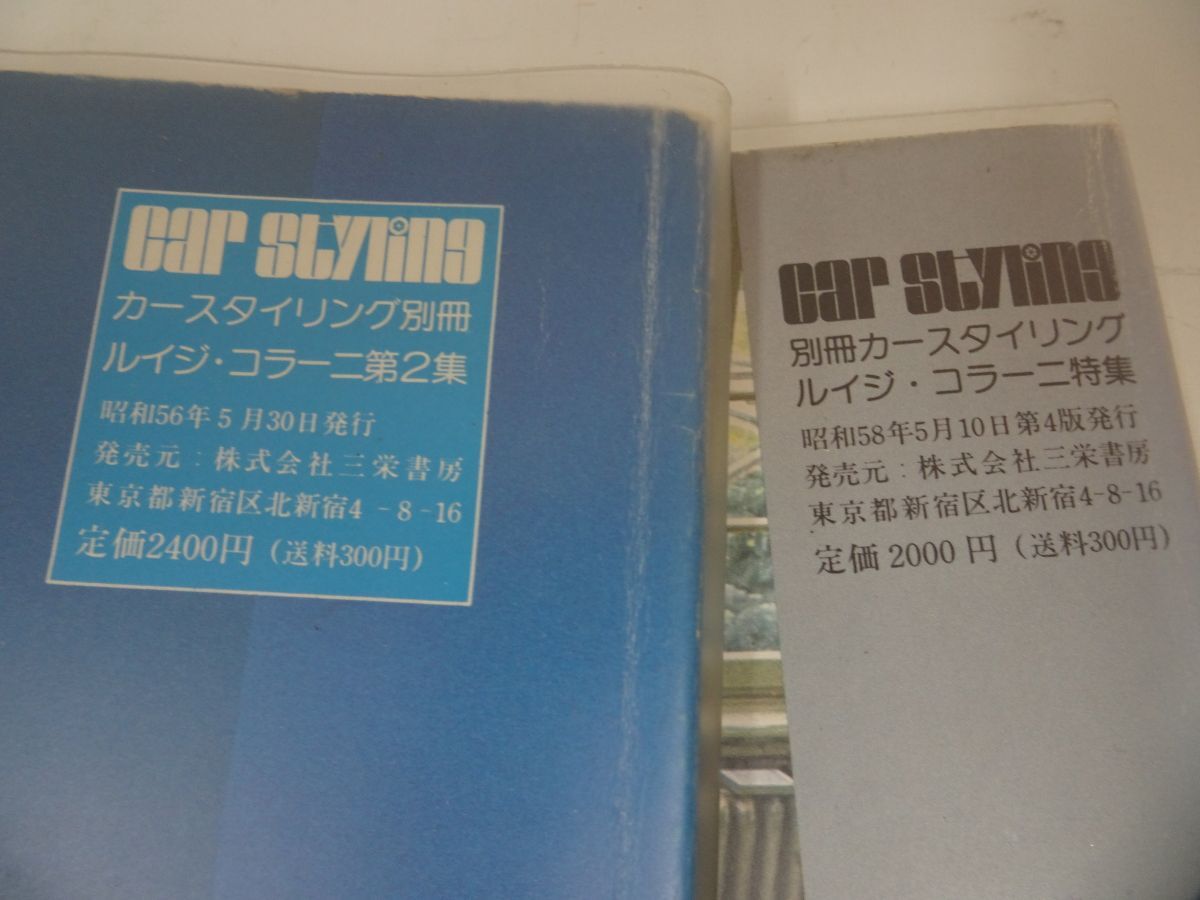 car styling
カースタイリング別冊
ルイジ・コラーニ第2集
昭和56年5月30日発行
発売元:株式会社三栄書房
東京都新宿区北新宿4-8-16
定価2400円(送料300円)
car styling
別冊カースタイリング
ルイジ・コラーニ特集
昭和58年5月10日第4版発行
発売元:株式会社三栄書房
東京都新宿区北新宿4-8-16
定価2000円(送料300円)